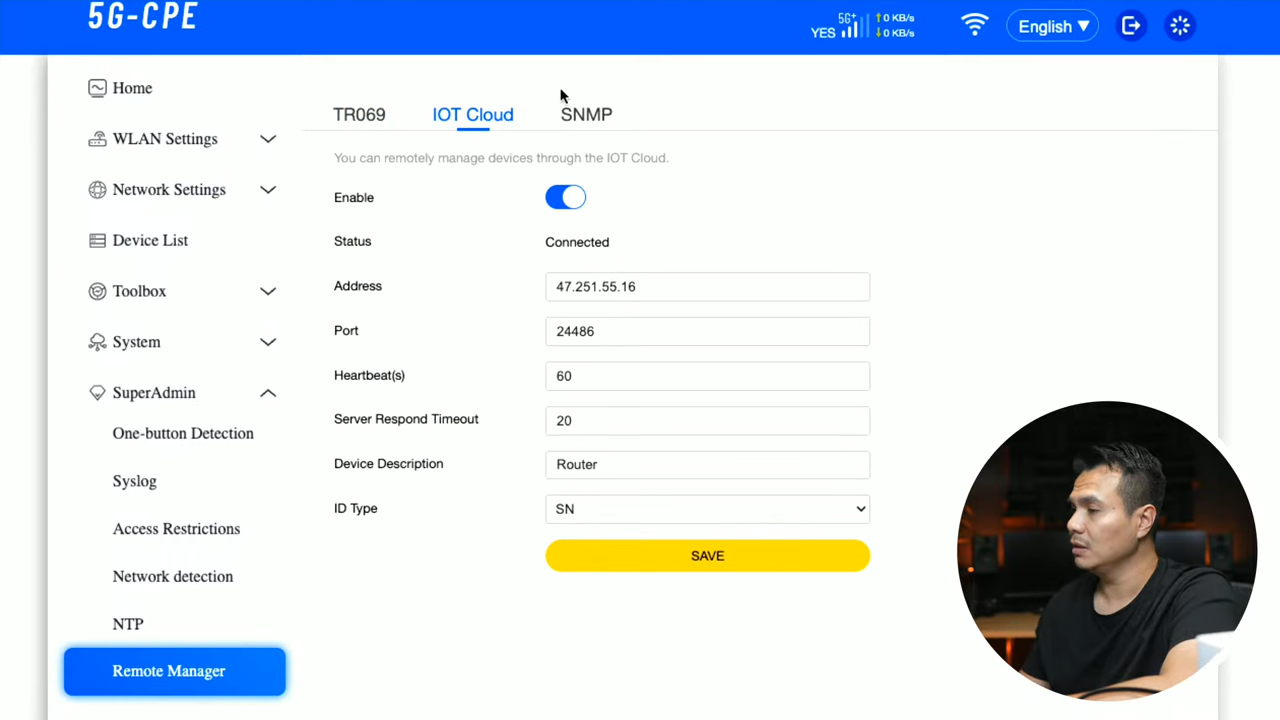 5G-CPE
YES
5G+
0 KB/s
0 KB/s
English
Home
WLAN Settings
Network Settings
Device List
Toolbox
System
SuperAdmin
One-button Detection
Syslog
Access Restrictions
Network detection
NTP
Remote Manager
TR069 IOT Cloud SNMP
You can remotely manage devices through the IOT Cloud.
Enable
Status Connected
Address 47.251.55.16
Port 24486
Heartbeat(s) 60
Server Respond Timeout 20
Device Description Router
ID Type SN
SAVE